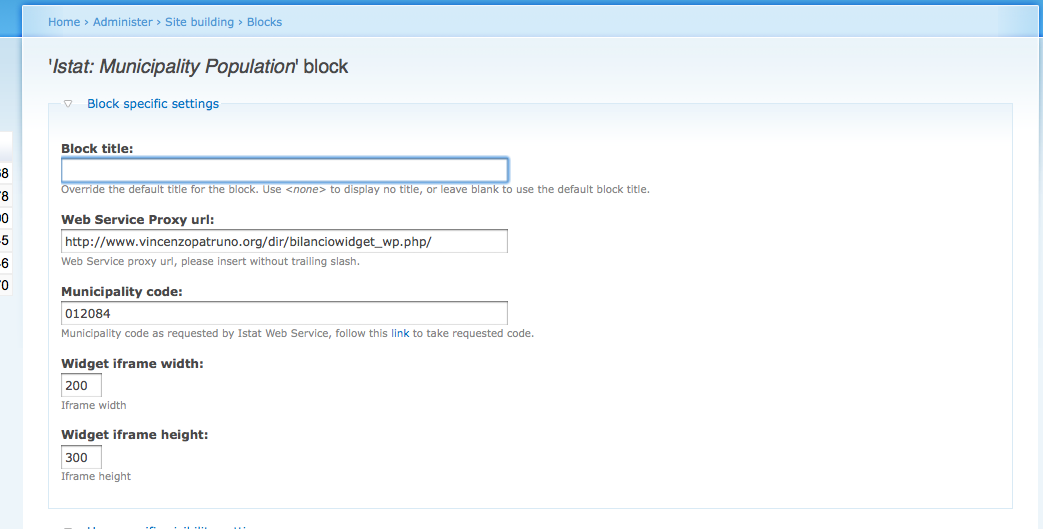 Home › Administer › Site building › Blocks
'Istat: Municipality Population' block
Block specific settings
Block title:
Override the default title for the block. Use <none> to display no title, or leave blank to use the default block title.
Web Service Proxy url:
http://www.vincenzopatruno.org/dir/bilanciowidget_wp.php/
Web Service proxy url, please insert without trailing slash.
Municipality code:
012084
Municipality code as requested by Istat Web Service, follow this link to take requested code.
Widget iframe width:
200
Iframe width
Widget iframe height:
300
Iframe height